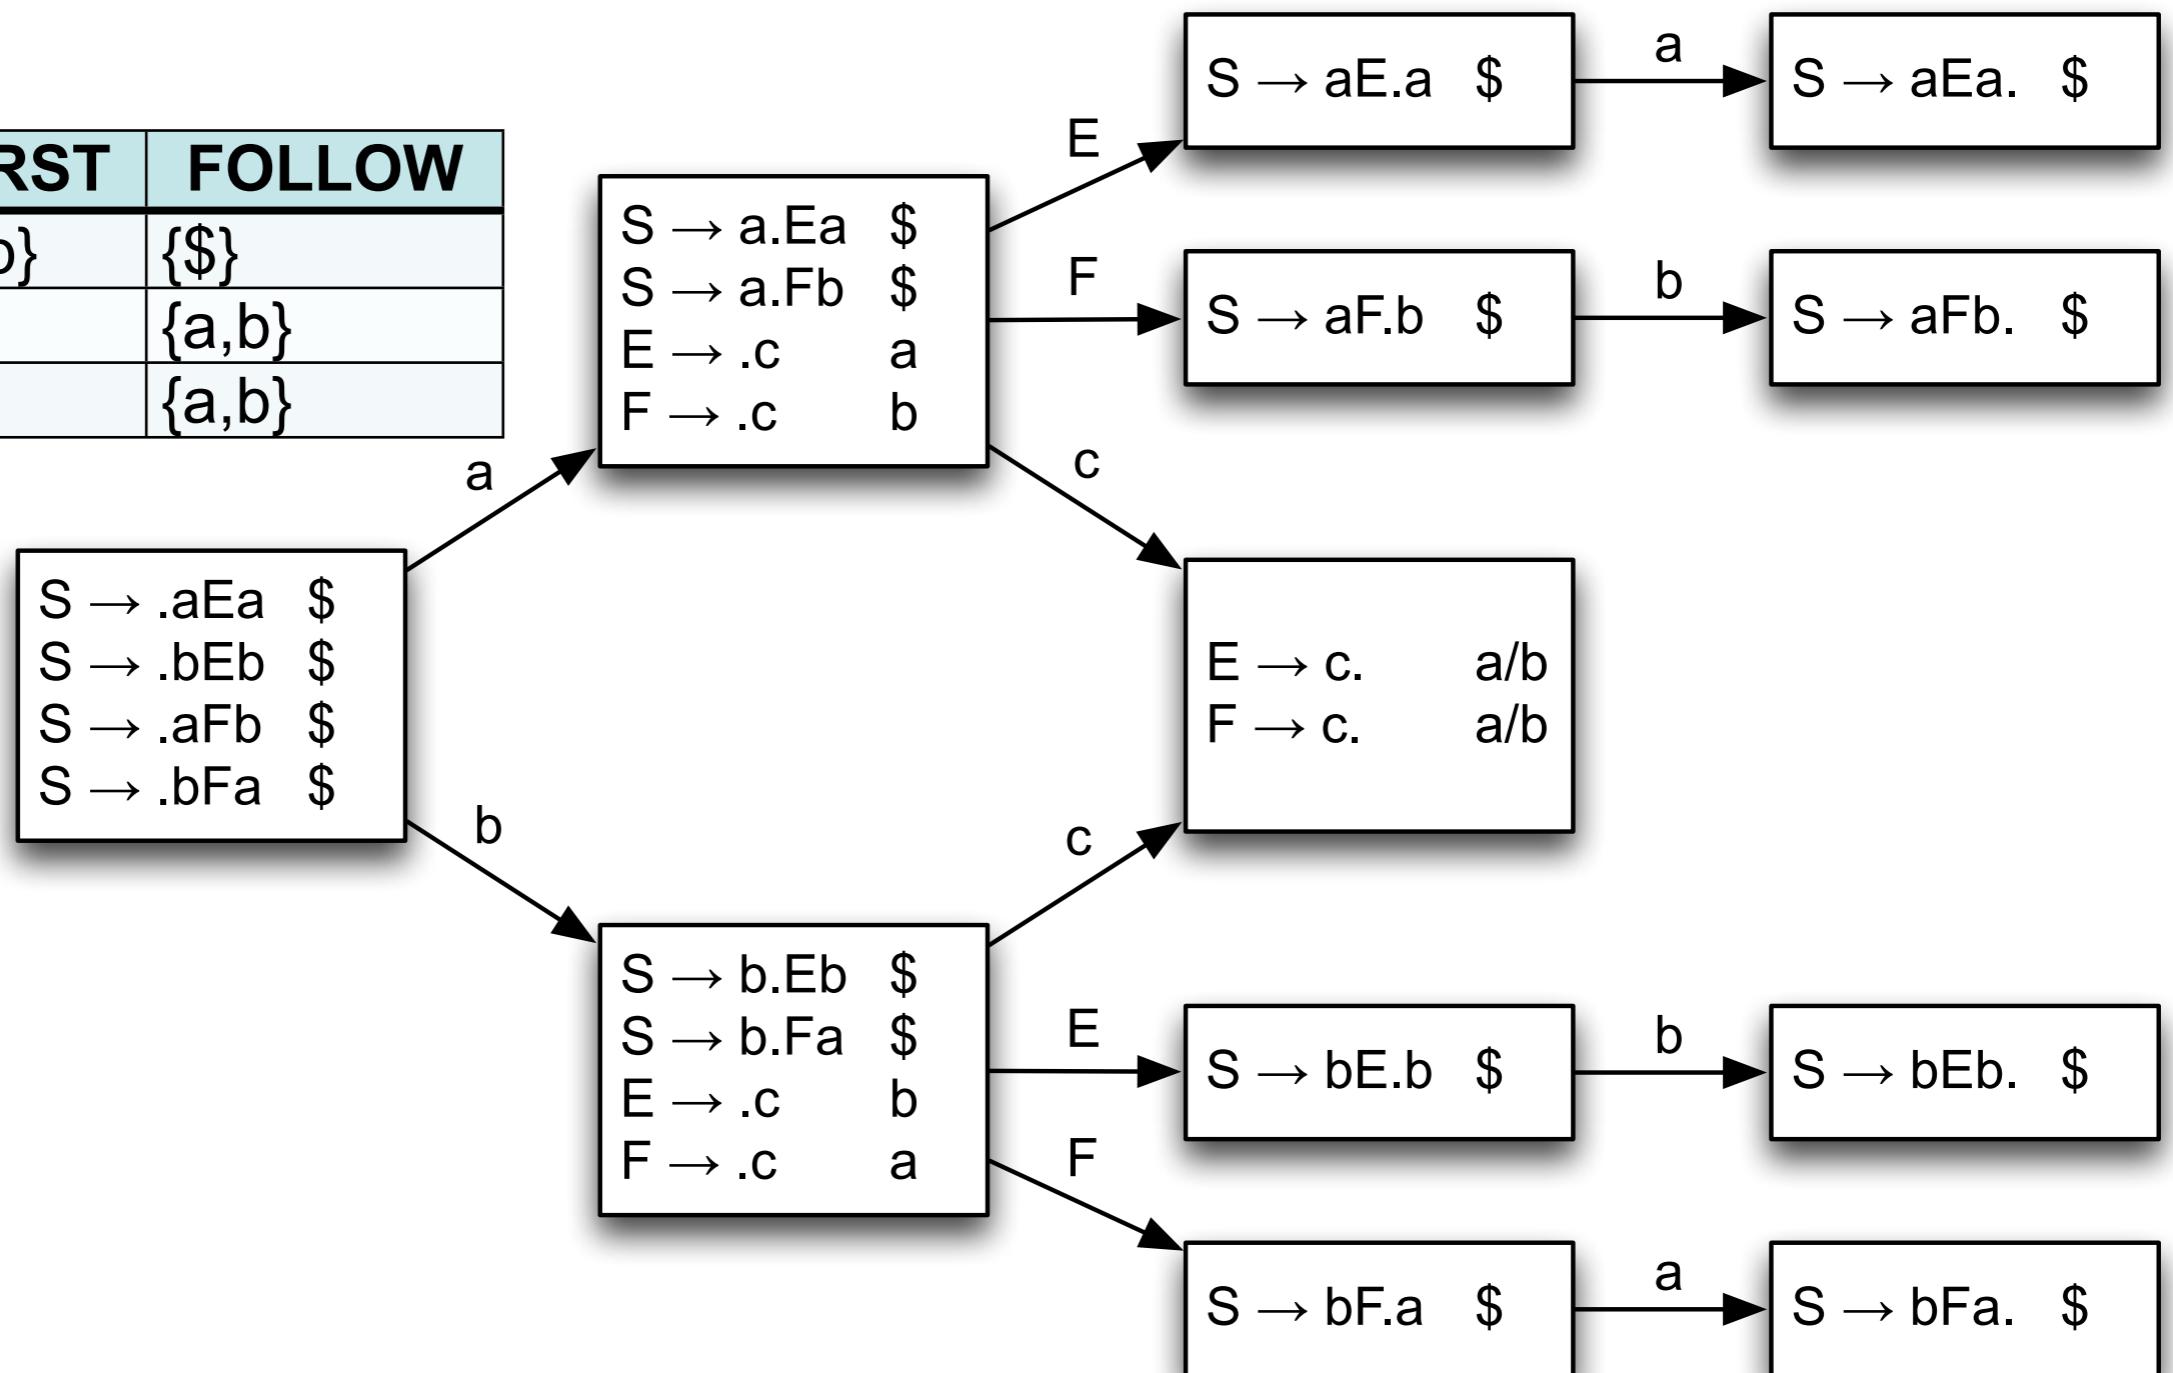 RST FOLLOW
b} {$}
{a,b}
{a,b}
S → .aEa $
S → .bEb $
S → .aFb $
S → .bFa $
a
b
S → a.Ea $
S → a.Fb $
E → .c a
F → .c b
E
F
c
S → b.Eb $
S → b.Fa $
E → .c b
F → .c a
c
E
F
S → aE.a $
a
S → aEa. $
S → aF.b $
b
S → aFb. $
E → c. a/b
F → c. a/b
S → bE.b $
b
S → bEb. $
S → bF.a $
a
S → bFa. $